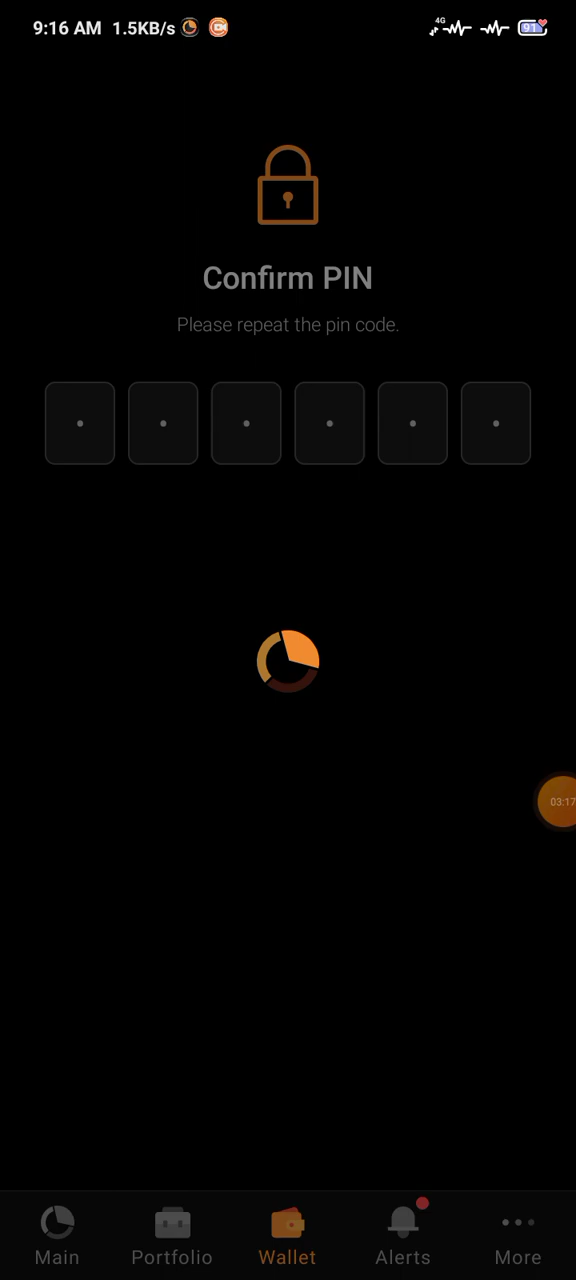 9:16 AM 1.5KB/s 4G 91
Confirm PIN
Please repeat the pin code.
03:17
Main Portfolio Wallet Alerts More